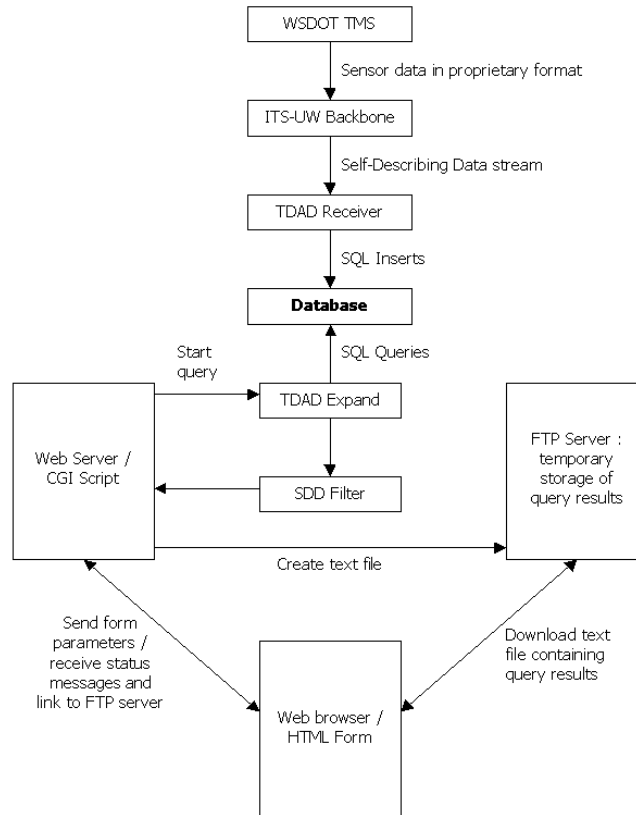 WSDOT TMS
Sensor data in proprietary format
ITS-UW Backbone
Self-Describing Data stream
TDAD Receiver
SQL Inserts
Database
Start
query
SQL Queries
TDAD Expand
Web Server /
CGI Script
FTP Server :
temporary
storage of
query results
SDD Filter
Create text file
Send form
parameters /
receive status
messages and
link to FTP server
Download text
file containing
query results
Web browser /
HTML Form